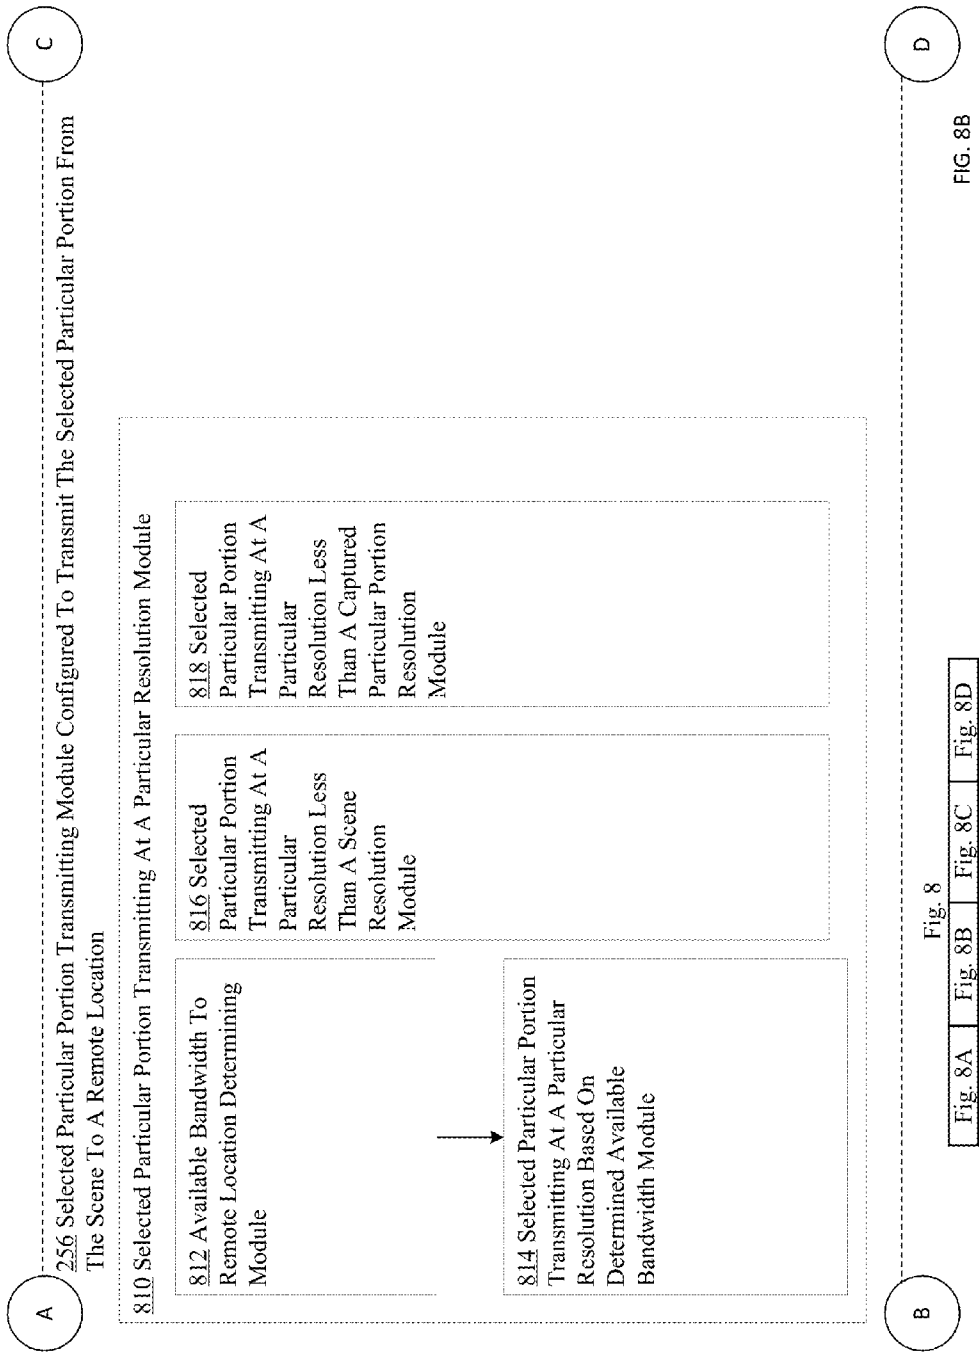 A
C
256 Selected Particular Portion Transmitting Module Configured To Transmit The Selected Particular Portion From
The Scene To A Remote Location
810 Selected Particular Portion Transmitting At A Particular Resolution Module
812 Available Bandwidth To
Remote Location Determining
Module
814 Selected Particular Portion
Transmitting At A Particular
Resolution Based On
Determined Available
Bandwidth Module
816 Selected
Particular Portion
Transmitting At A
Particular
Resolution Less
Than A Scene
Resolution
Module
818 Selected
Particular Portion
Transmitting At A
Particular
Resolution Less
Than A Captured
Particular Portion
Resolution
Module
B
D
Fig. 8
Fig. 8A Fig. 8B Fig. 8C Fig. 8D
FIG. 8B